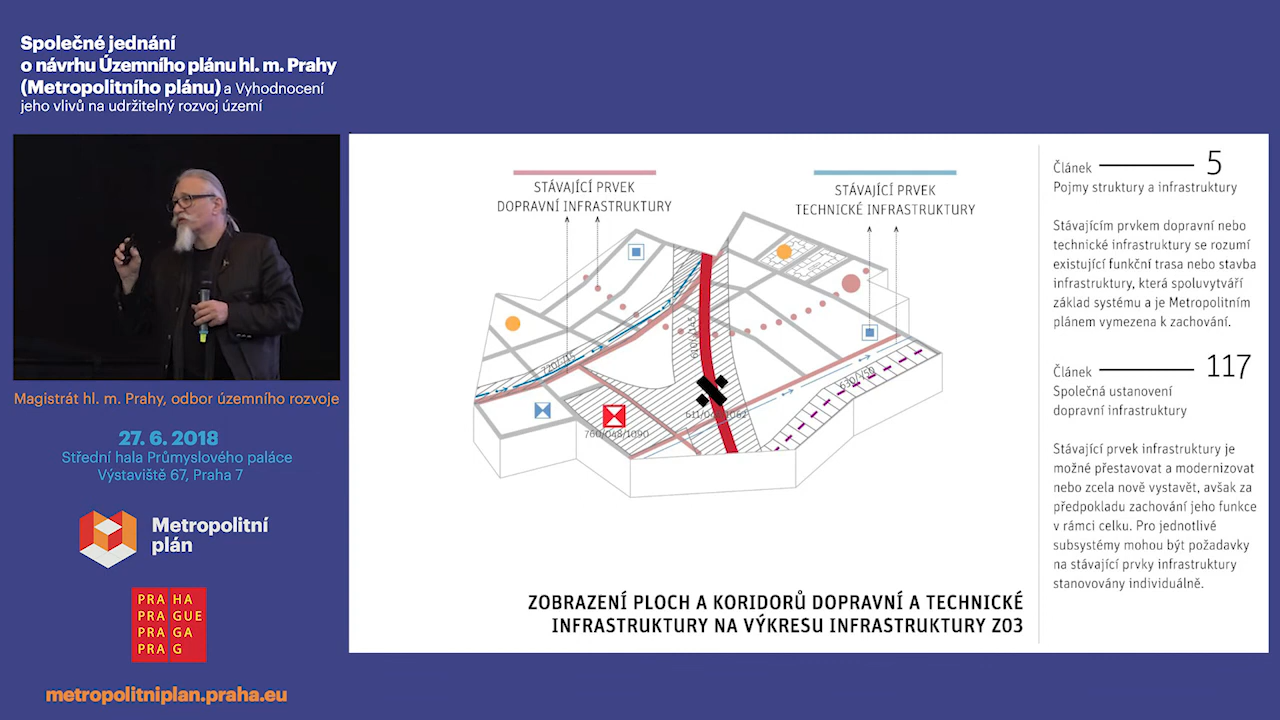 Společné jednání
o návrhu Územního plánu hl. m. Prahy
(Metropolitního plánu) a Vyhodnocení
jeho vlivů na udržitelný rozvoj území
Magistrát hl. m. Prahy, odbor územního rozvoje
27. 6. 2018
Střední hala Průmyslového paláce
Výstaviště 67, Praha 7
Metropolitní
plán
PRA HA
PRA GUE
PRA GA
PRA G
metropolitniplan.praha.eu
STÁVAJÍCÍ PRVEK
DOPRAVNÍ INFRASTRUKTURY
STÁVAJÍCÍ PRVEK
TECHNICKÉ INFRASTRUKTURY
760/048/1090
ZOBRAZENÍ PLOCH A KORIDORŮ DOPRAVNÍ A TECHNICKÉ
INFRASTRUKTURY NA VÝKRESU INFRASTRUKTURY Z03
Článek 5
Pojmy struktury a infrastruktury
Stávajícím prvkem dopravní nebo
technické infrastruktury se rozumí
existující funkční trasa nebo stavba
infrastruktury, která spoluvytváří
základ systému a je Metropolitním
plánem vymezena k zachování.
Článek 117
Společná ustanovení
dopravní infrastruktury
Stávající prvek infrastruktury je
možné přestavovat a modernizovat
nebo zcela nově vystavět, avšak za
předpokladu zachování jeho funkce
v rámci celku. Pro jednotlivé
subsystémy mohou být požadavky
na stávající prvky infrastruktury
stanovovány individuálně.